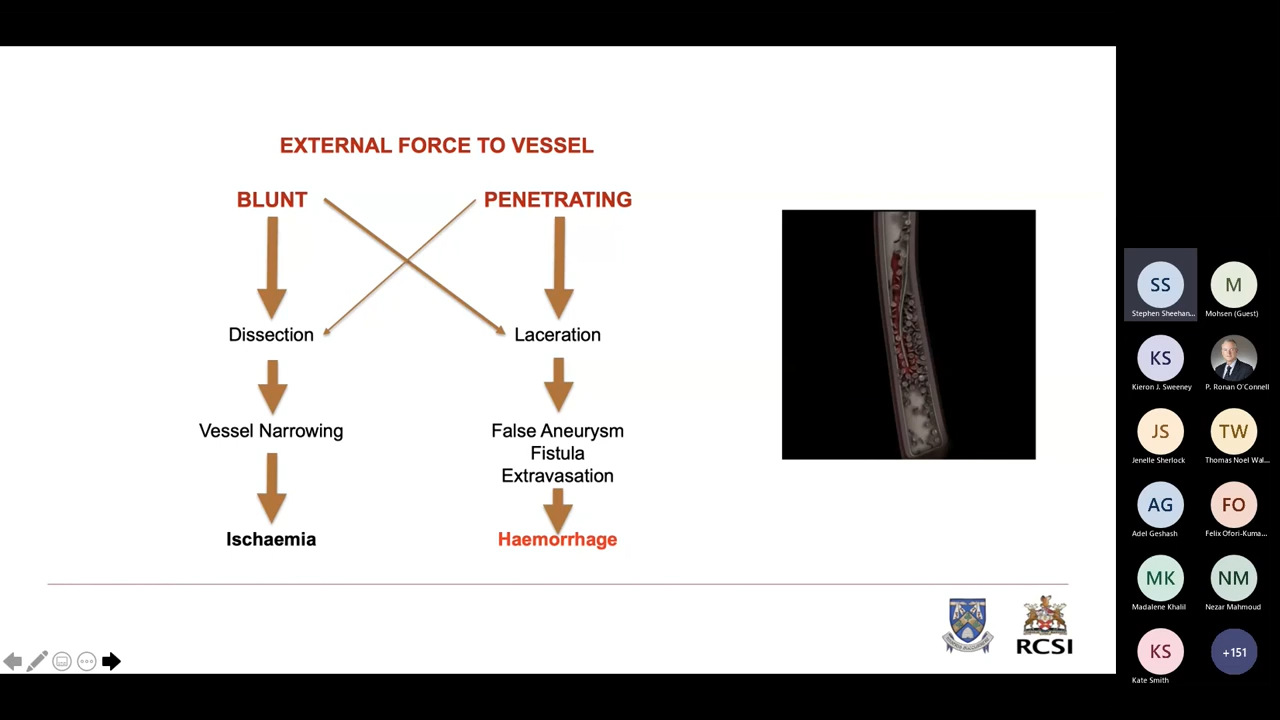 EXTERNAL FORCE TO VESSEL
BLUNT PENETRATING
Dissection Laceration
Vessel Narrowing False Aneurysm
Fistula
Extravasation
Ischaemia Haemorrhage
RCSI
SS M
Stephen Sheehan... Mohsen (Guest)
KS
Kieron J. Sweeney P. Ronan O'Connell
JS TW
Jenelle Sherlock Thomas Noel Wal...
AG FO
Adel Geshash Felix Ofori-Kuma...
MK NM
Madalene Khalil Nezar Mahmoud
KS +151
Kate Smith